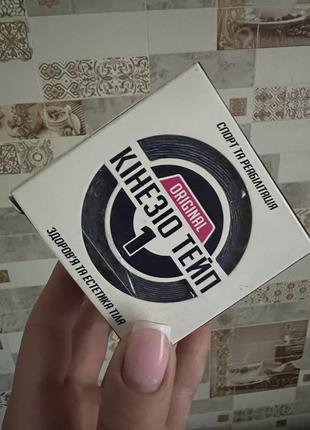 СПОРТ ТА РЕАБІЛІТАЦІЯ
ORIGINAL
КІНЕЗІО ТЕЙП
1
ЗДОРОВ'Я ТА ЕСТЕТИКА ТІЛА